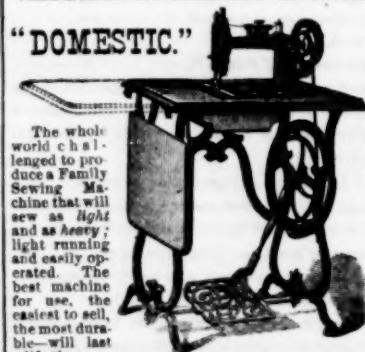 "DOMESTIC."
The whole
world chal-
lenged to pro-
duce a Family
Sewing Ma-
chine that will
sew as light
and as heavy;
light running
and easily op-
erated. The
best machine
for use, the
easiest to sell,
the most dura-
ble—will last